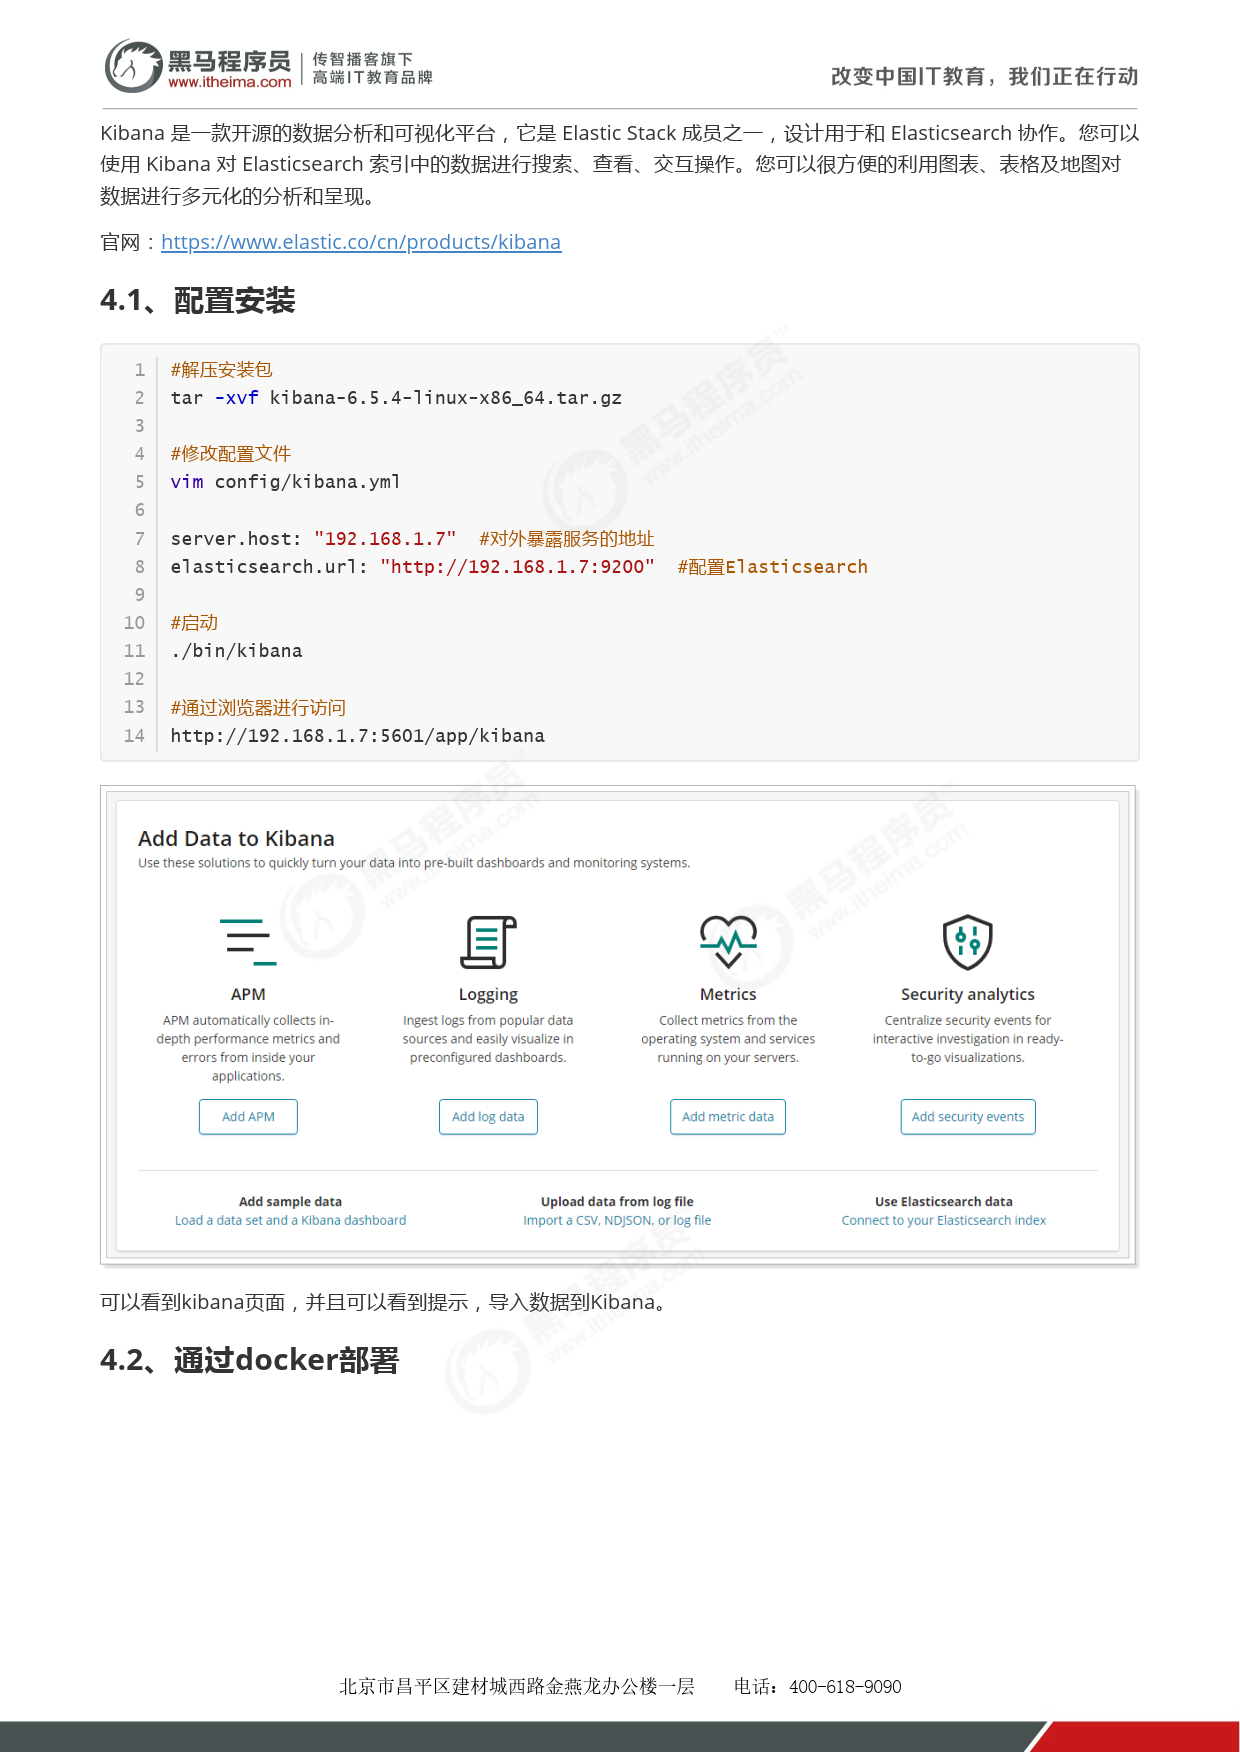 黑马程序员
www.itheima.com
传智播客旗下
高端IT教育品牌
改变中国IT教育，我们正在行动
Kibana 是一款开源的数据分析和可视化平台，它是 Elastic Stack 成员之一，设计用于和 Elasticsearch 协作。您可以
使用 Kibana 对 Elasticsearch 索引中的数据进行搜索、查看、交互操作。您可以很方便的利用图表、表格及地图对
数据进行多元化的分析和呈现。
官网：https://www.elastic.co/cn/products/kibana
4.1、配置安装
1 #解压安装包
2 tar -xvf kibana-6.5.4-linux-x86_64.tar.gz
3
4 #修改配置文件
5 vim config/kibana.yml
6
7 server.host: "192.168.1.7"  #对外暴露服务的地址
8 elasticsearch.url: "http://192.168.1.7:9200"  #配置Elasticsearch
9
10 #启动
11 ./bin/kibana
12
13 #通过浏览器进行访问
14 http://192.168.1.7:5601/app/kibana
Add Data to Kibana
Use these solutions to quickly turn your data into pre-built dashboards and monitoring systems.
APM
APM automatically collects in-
depth performance metrics and
errors from inside your
applications.
Add APM
Logging
Ingest logs from popular data
sources and easily visualize in
preconfigured dashboards.
Add log data
Metrics
Collect metrics from the
operating system and services
running on your servers.
Add metric data
Security analytics
Centralize security events for
interactive investigation in ready-
to-go visualizations.
Add security events
Add sample data
Load a data set and a Kibana dashboard
Upload data from log file
Import a CSV, NDJSON, or log file
Use Elasticsearch data
Connect to your Elasticsearch index
可以看到kibana页面，并且可以看到提示，导入数据到Kibana。
4.2、通过docker部署
北京市昌平区建材城西路金燕龙办公楼一层 电话：400-618-9090